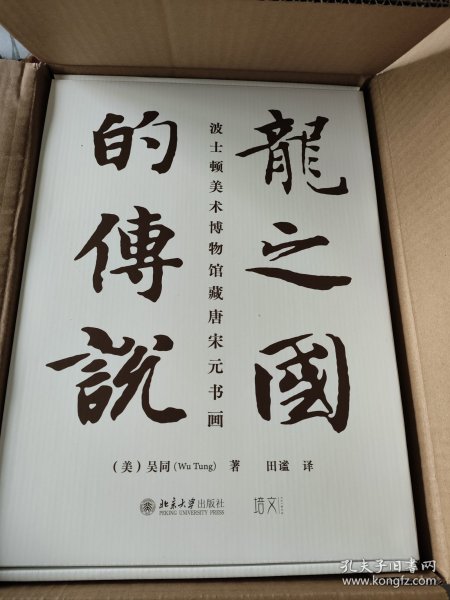 龍之國
的傳說
波士顿美术博物馆藏唐宋元书画
（美）吴同（Wu Tung） 著 田谧 译
北京大学出版社
PEKING UNIVERSITY PRESS
培文
孔夫子旧书网
www.kongfz.com